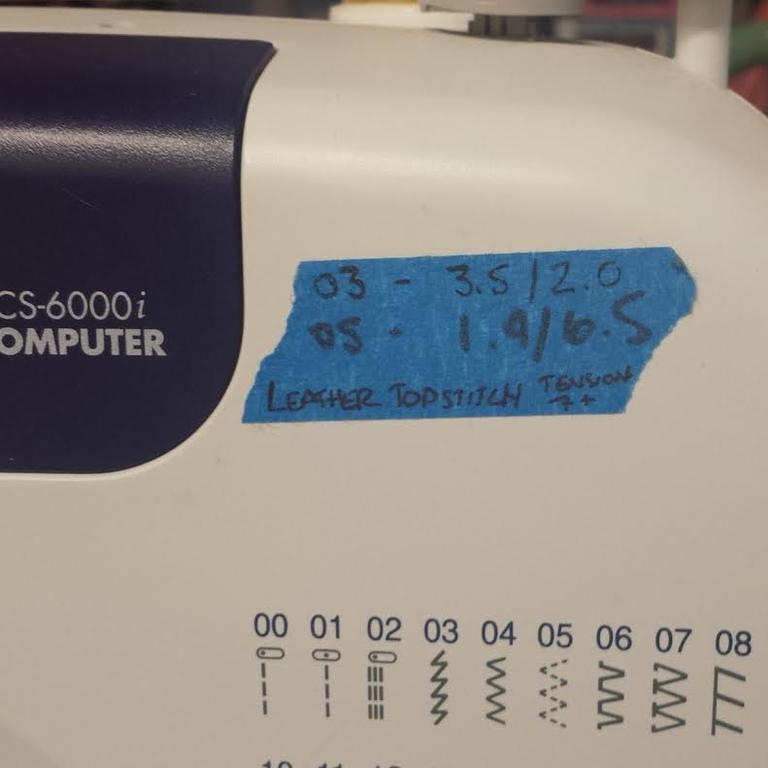 CS-6000i
OMPUTER
03 - 3.5/2.0
05 - 1.9/6.5
LEATHER TOPSTITCH TENSION
7+
00 01 02 03 04 05 06 07 08